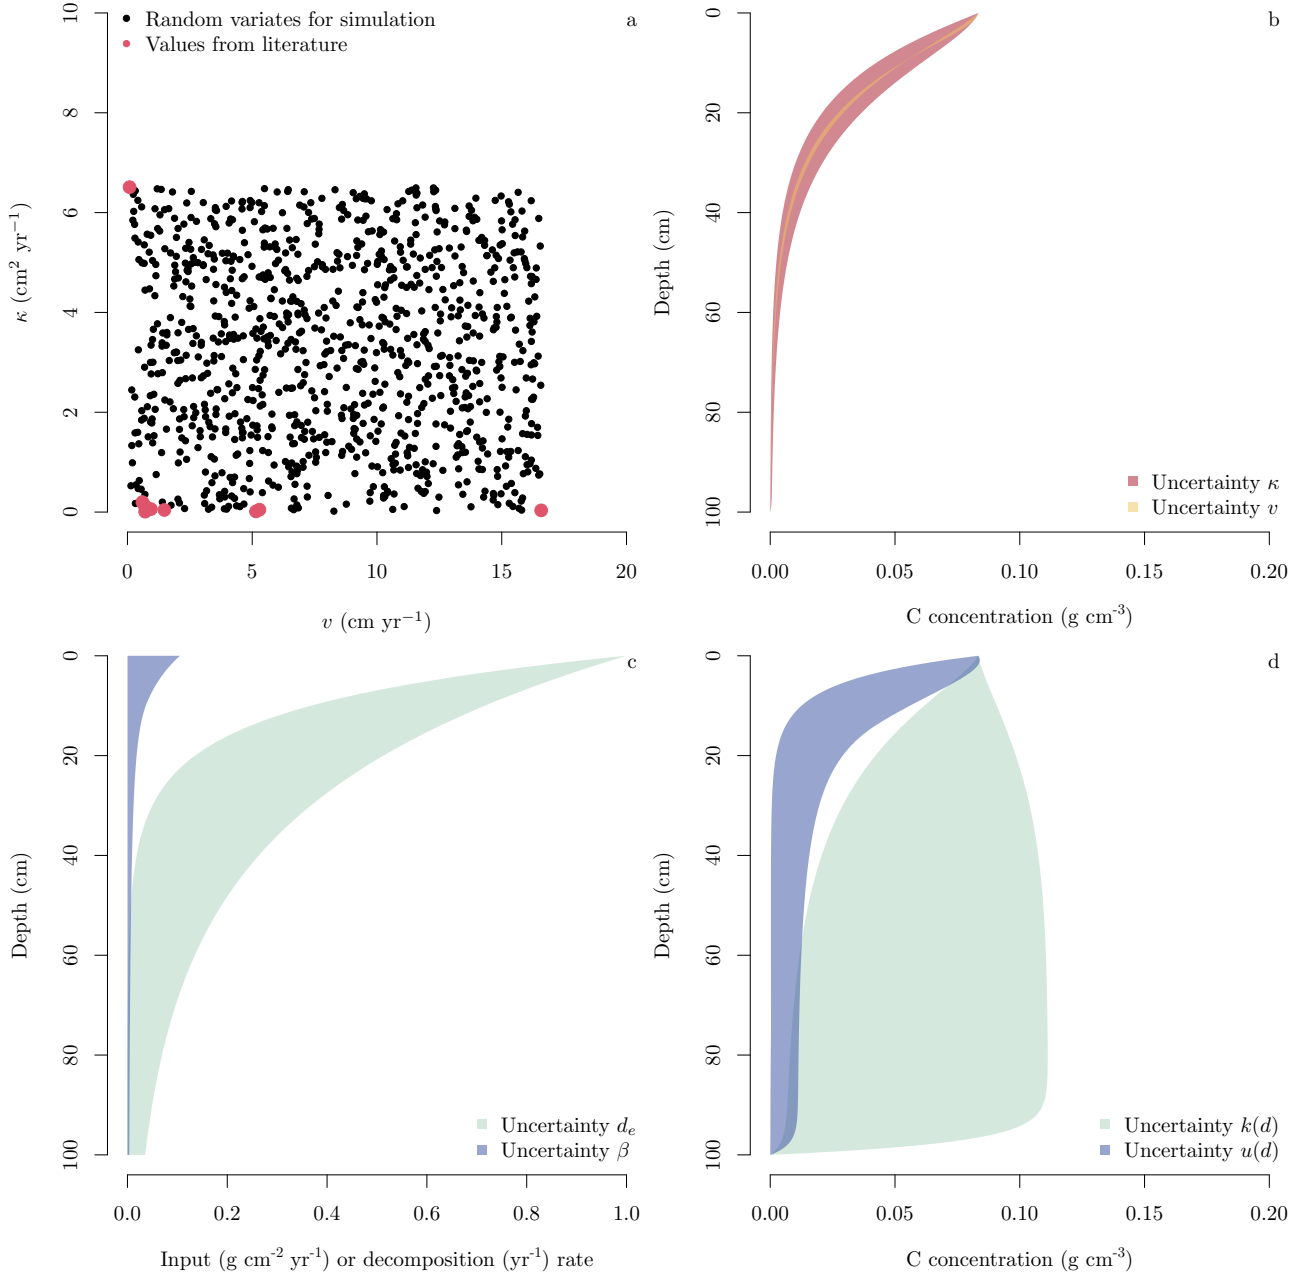 a
Random variates for simulation
Values from literature
10
8
6
4
2
0
κ (cm² yr⁻¹)
0 5 10 15 20
v (cm yr⁻¹)
b
0
20
40
60
80
100
Depth (cm)
Uncertainty κ
Uncertainty v
0.00 0.05 0.10 0.15 0.20
C concentration (g cm⁻³)
c
0
20
40
60
80
100
Depth (cm)
Uncertainty dₑ
Uncertainty β
0.0 0.2 0.4 0.6 0.8 1.0
Input (g cm⁻² yr⁻¹) or decomposition (yr⁻¹) rate
d
0
20
40
60
80
100
Depth (cm)
Uncertainty k(d)
Uncertainty u(d)
0.00 0.05 0.10 0.15 0.20
C concentration (g cm⁻³)